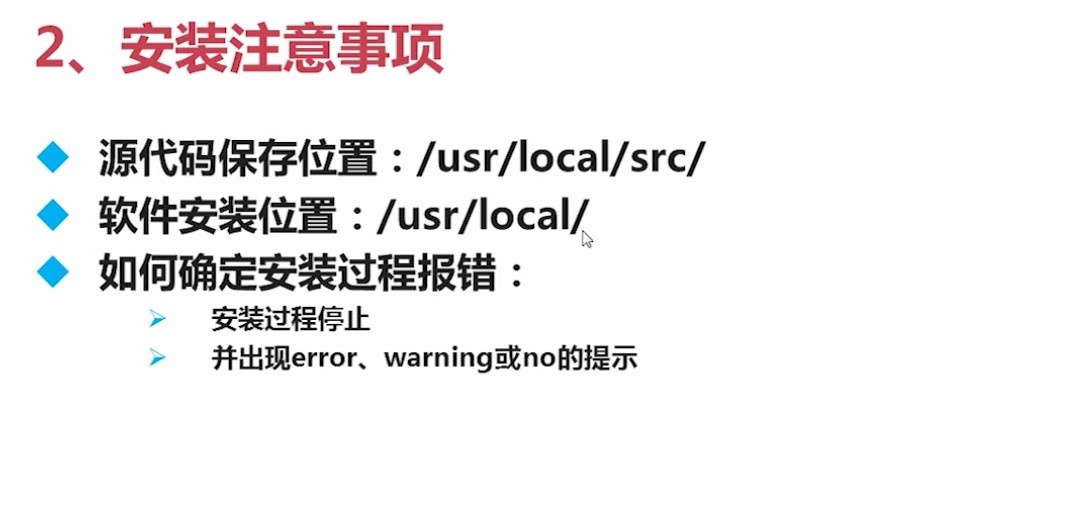 2、安装注意事项
源代码保存位置：/usr/local/src/
软件安装位置：/usr/local/
如何确定安装过程报错：
安装过程停止
并出现error、warning或no的提示